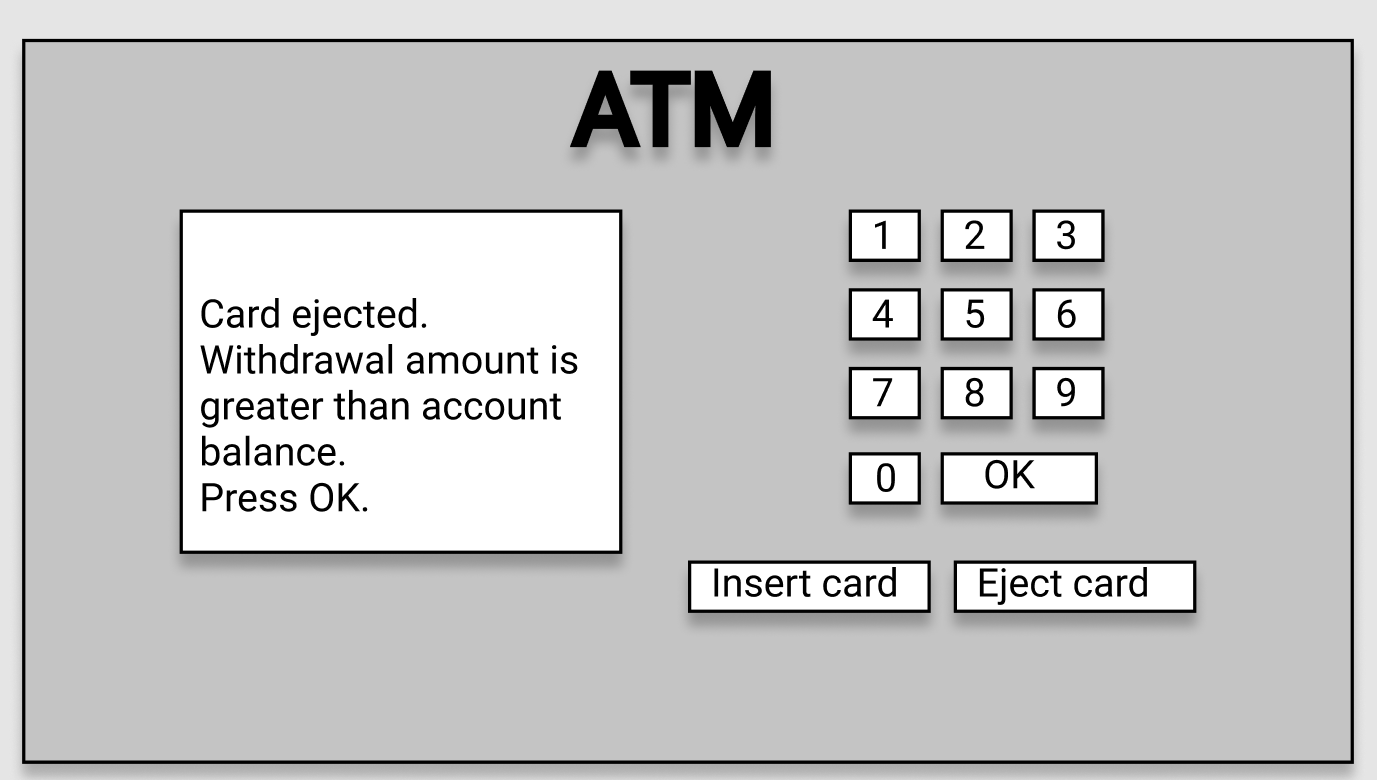 ATM
Card ejected.
Withdrawal amount is
greater than account
balance.
Press OK.
1 2 3
4 5 6
7 8 9
0 OK
Insert card Eject card